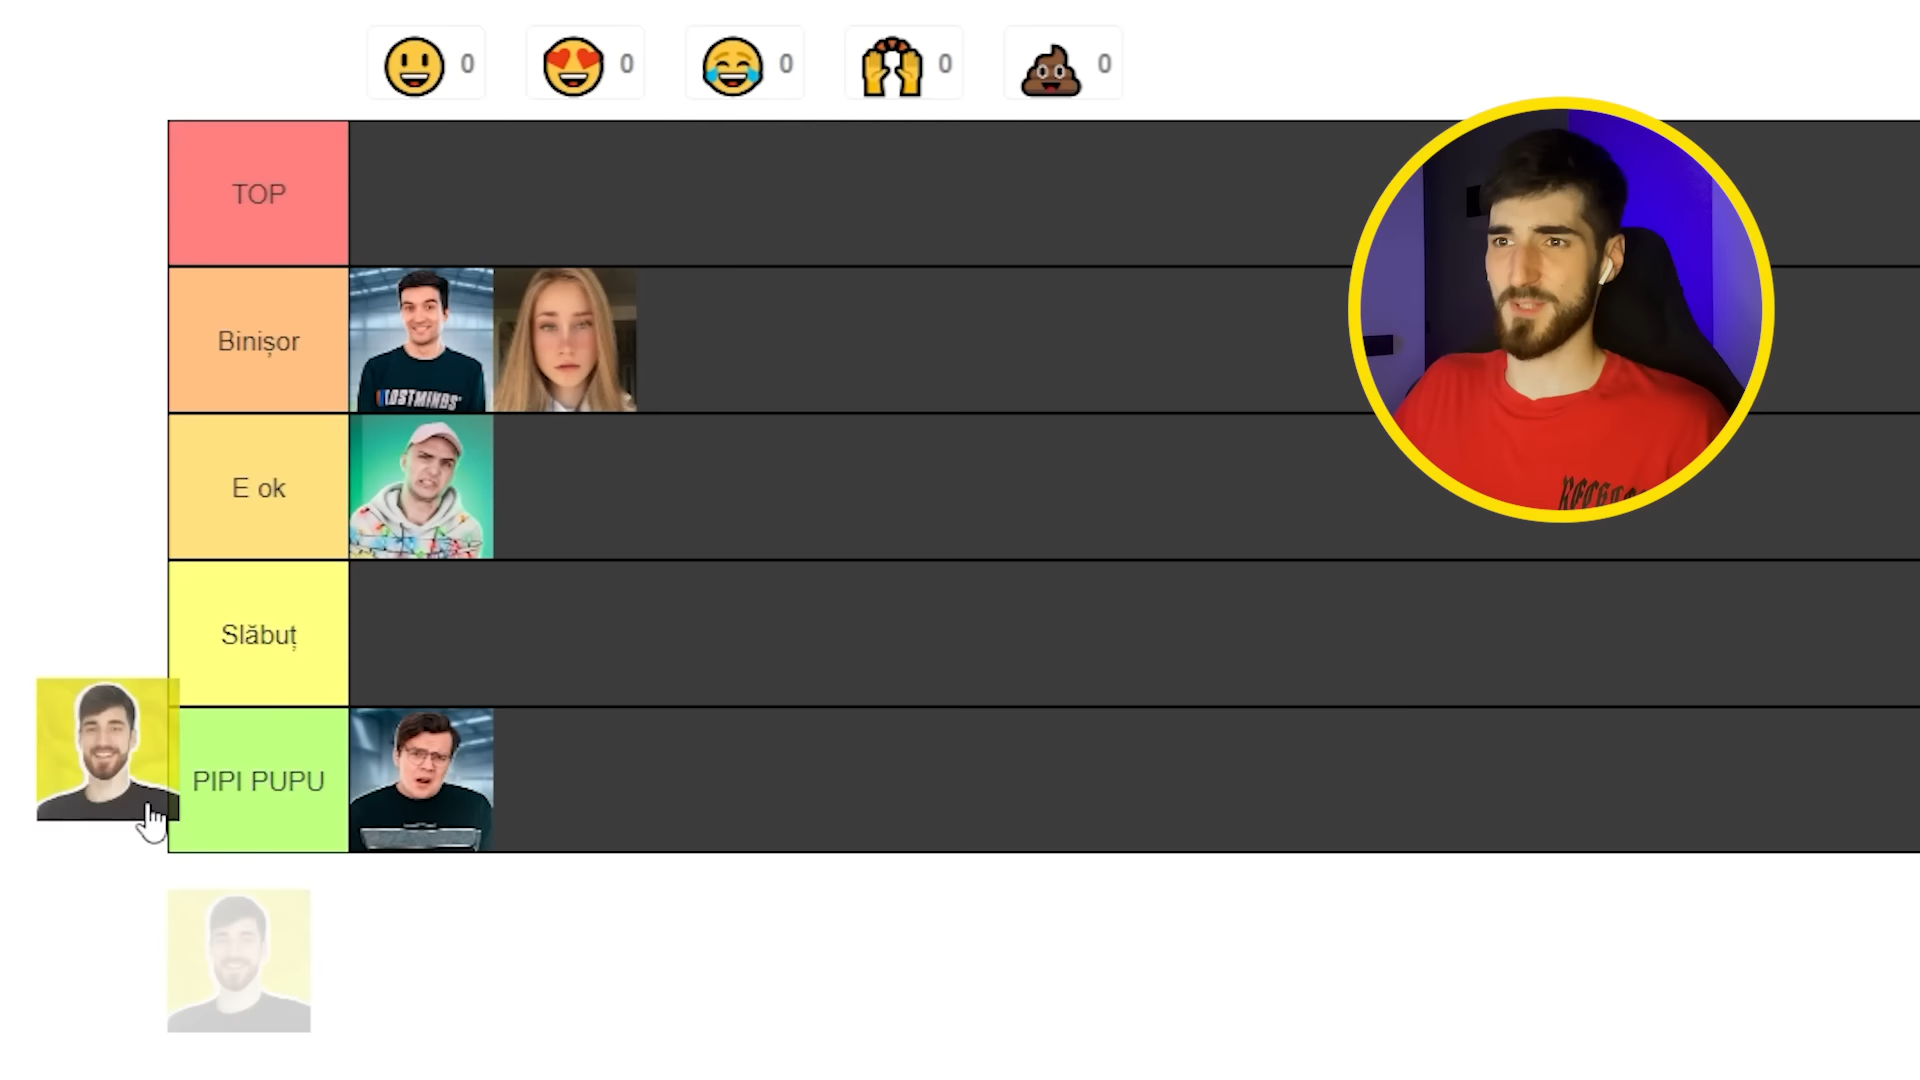 0
0
0
0
0
TOP
Binișor
LOSTMINDS
E ok
Slăbuț
PIPI PUPU